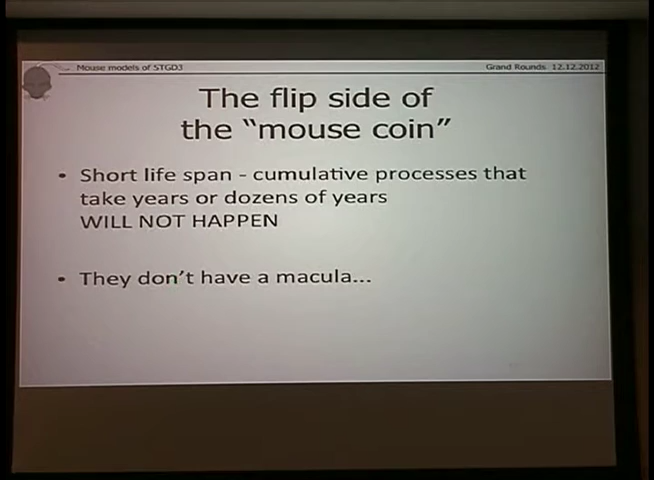 Mouse models of STGD3
Grand Rounds 12.12.2012
The flip side of
the “mouse coin”
• Short life span - cumulative processes that
take years or dozens of years
WILL NOT HAPPEN
• They don’t have a macula...